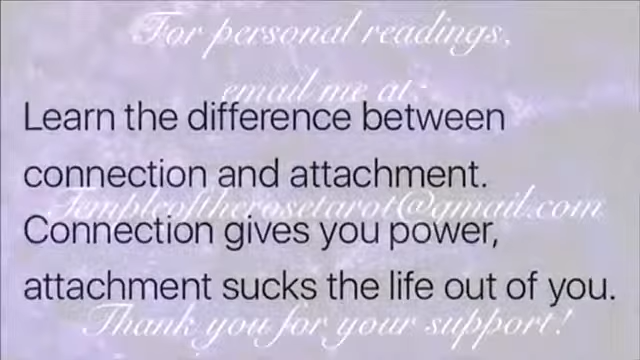 For personal readings,
email me at:
Learn the difference between
connection and attachment.
Templeoftherosetarot@gmail.com
Connection gives you power,
attachment sucks the life out of you.
Thank you for your support!